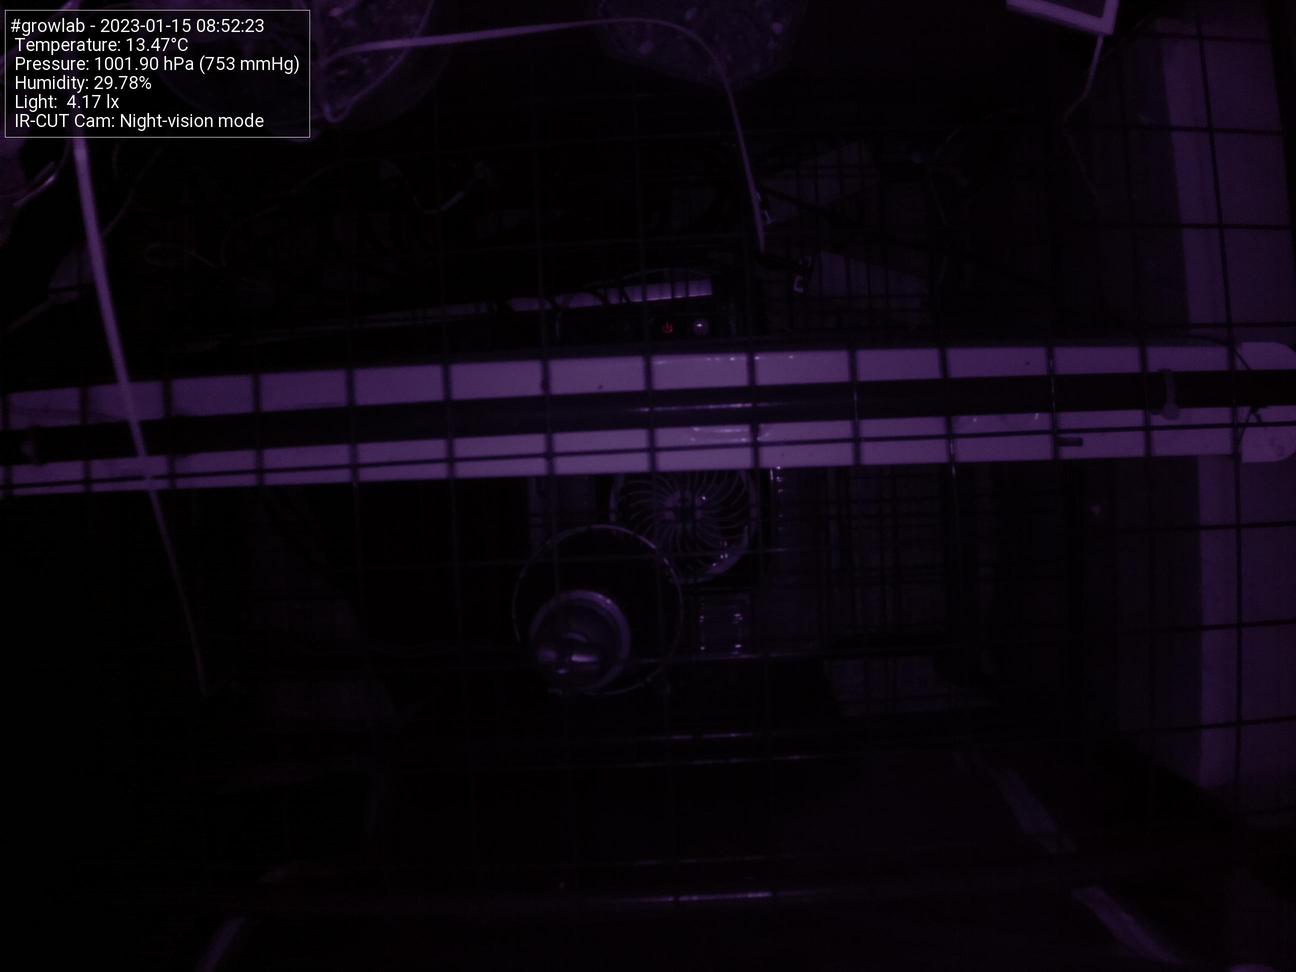 #growlab - 2023-01-15 08:52:23
Temperature: 13.47°C
Pressure: 1001.90 hPa (753 mmHg)
Humidity: 29.78%
Light: 4.17 lx
IR-CUT Cam: Night-vision mode